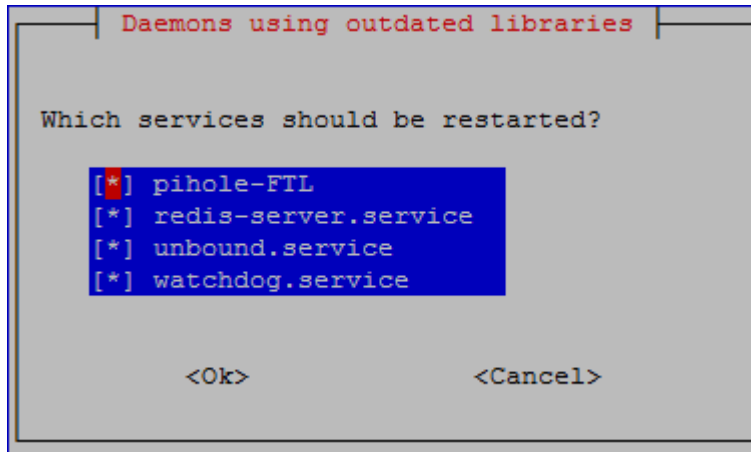 Daemons using outdated libraries
Which services should be restarted?
[*] pihole-FTL
[*] redis-server.service
[*] unbound.service
[*] watchdog.service
<Ok> <Cancel>